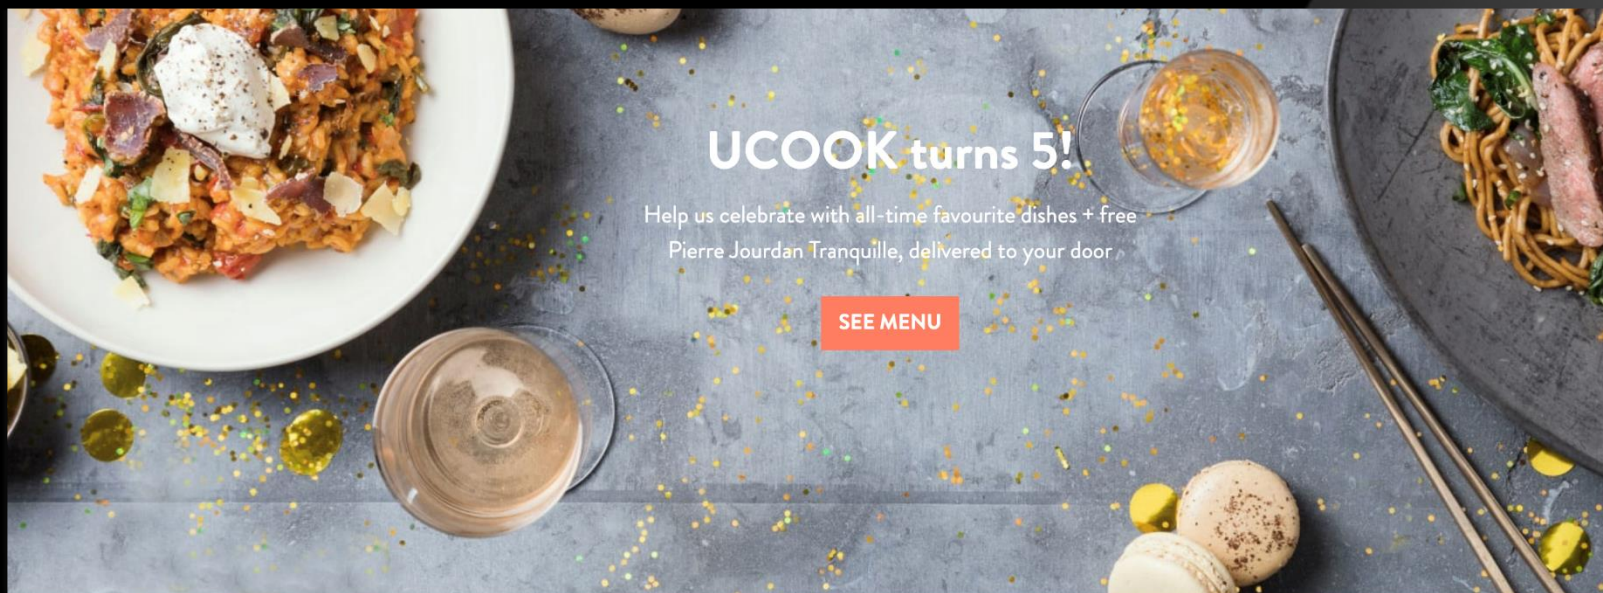 UCOOK turns 5!
Help us celebrate with all-time favourite dishes + free
Pierre Jourdan Tranquille, delivered to your door
SEE MENU